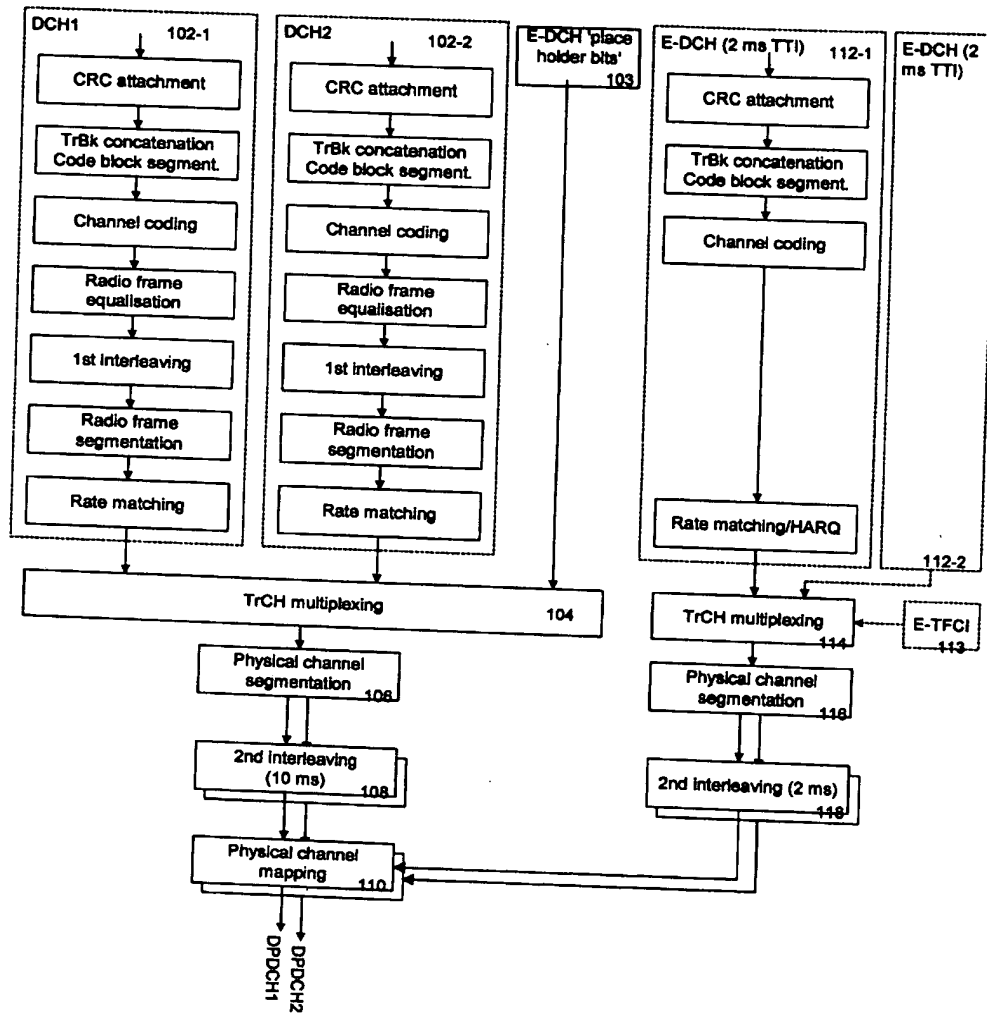 DCH1
102-1
CRC attachment
TrBk concatenation
Code block segment.
Channel coding
Radio frame
equalisation
1st interleaving
Radio frame
segmentation
Rate matching
DCH2
102-2
CRC attachment
TrBk concatenation
Code block segment.
Channel coding
Radio frame
equalisation
1st interleaving
Radio frame
segmentation
Rate matching
E-DCH 'place
holder bits'
103
E-DCH (2 ms TTI)
112-1
CRC attachment
TrBk concatenation
Code block segment.
Channel coding
Rate matching/HARQ
E-DCH (2
ms TTI)
112-2
TrCH multiplexing
104
TrCH multiplexing
114
E-TFCI
113
Physical channel
segmentation
106
Physical channel
segmentation
116
2nd interleaving
(10 ms)
108
2nd interleaving (2 ms)
118
Physical channel
mapping
110
DPDCH1
DPDCH2